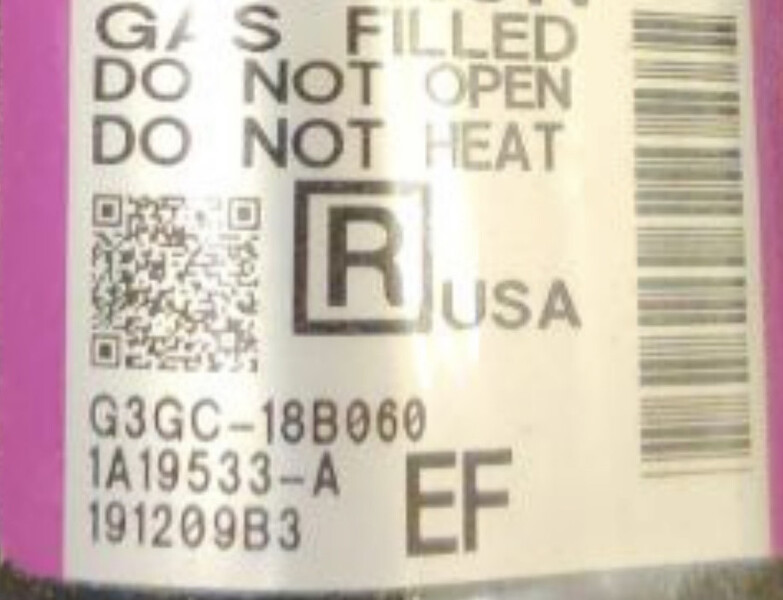 GAS FILLED
DO NOT OPEN
DO NOT HEAT
R USA
G3GC-18B060
1A19533-A
191209B3
EF